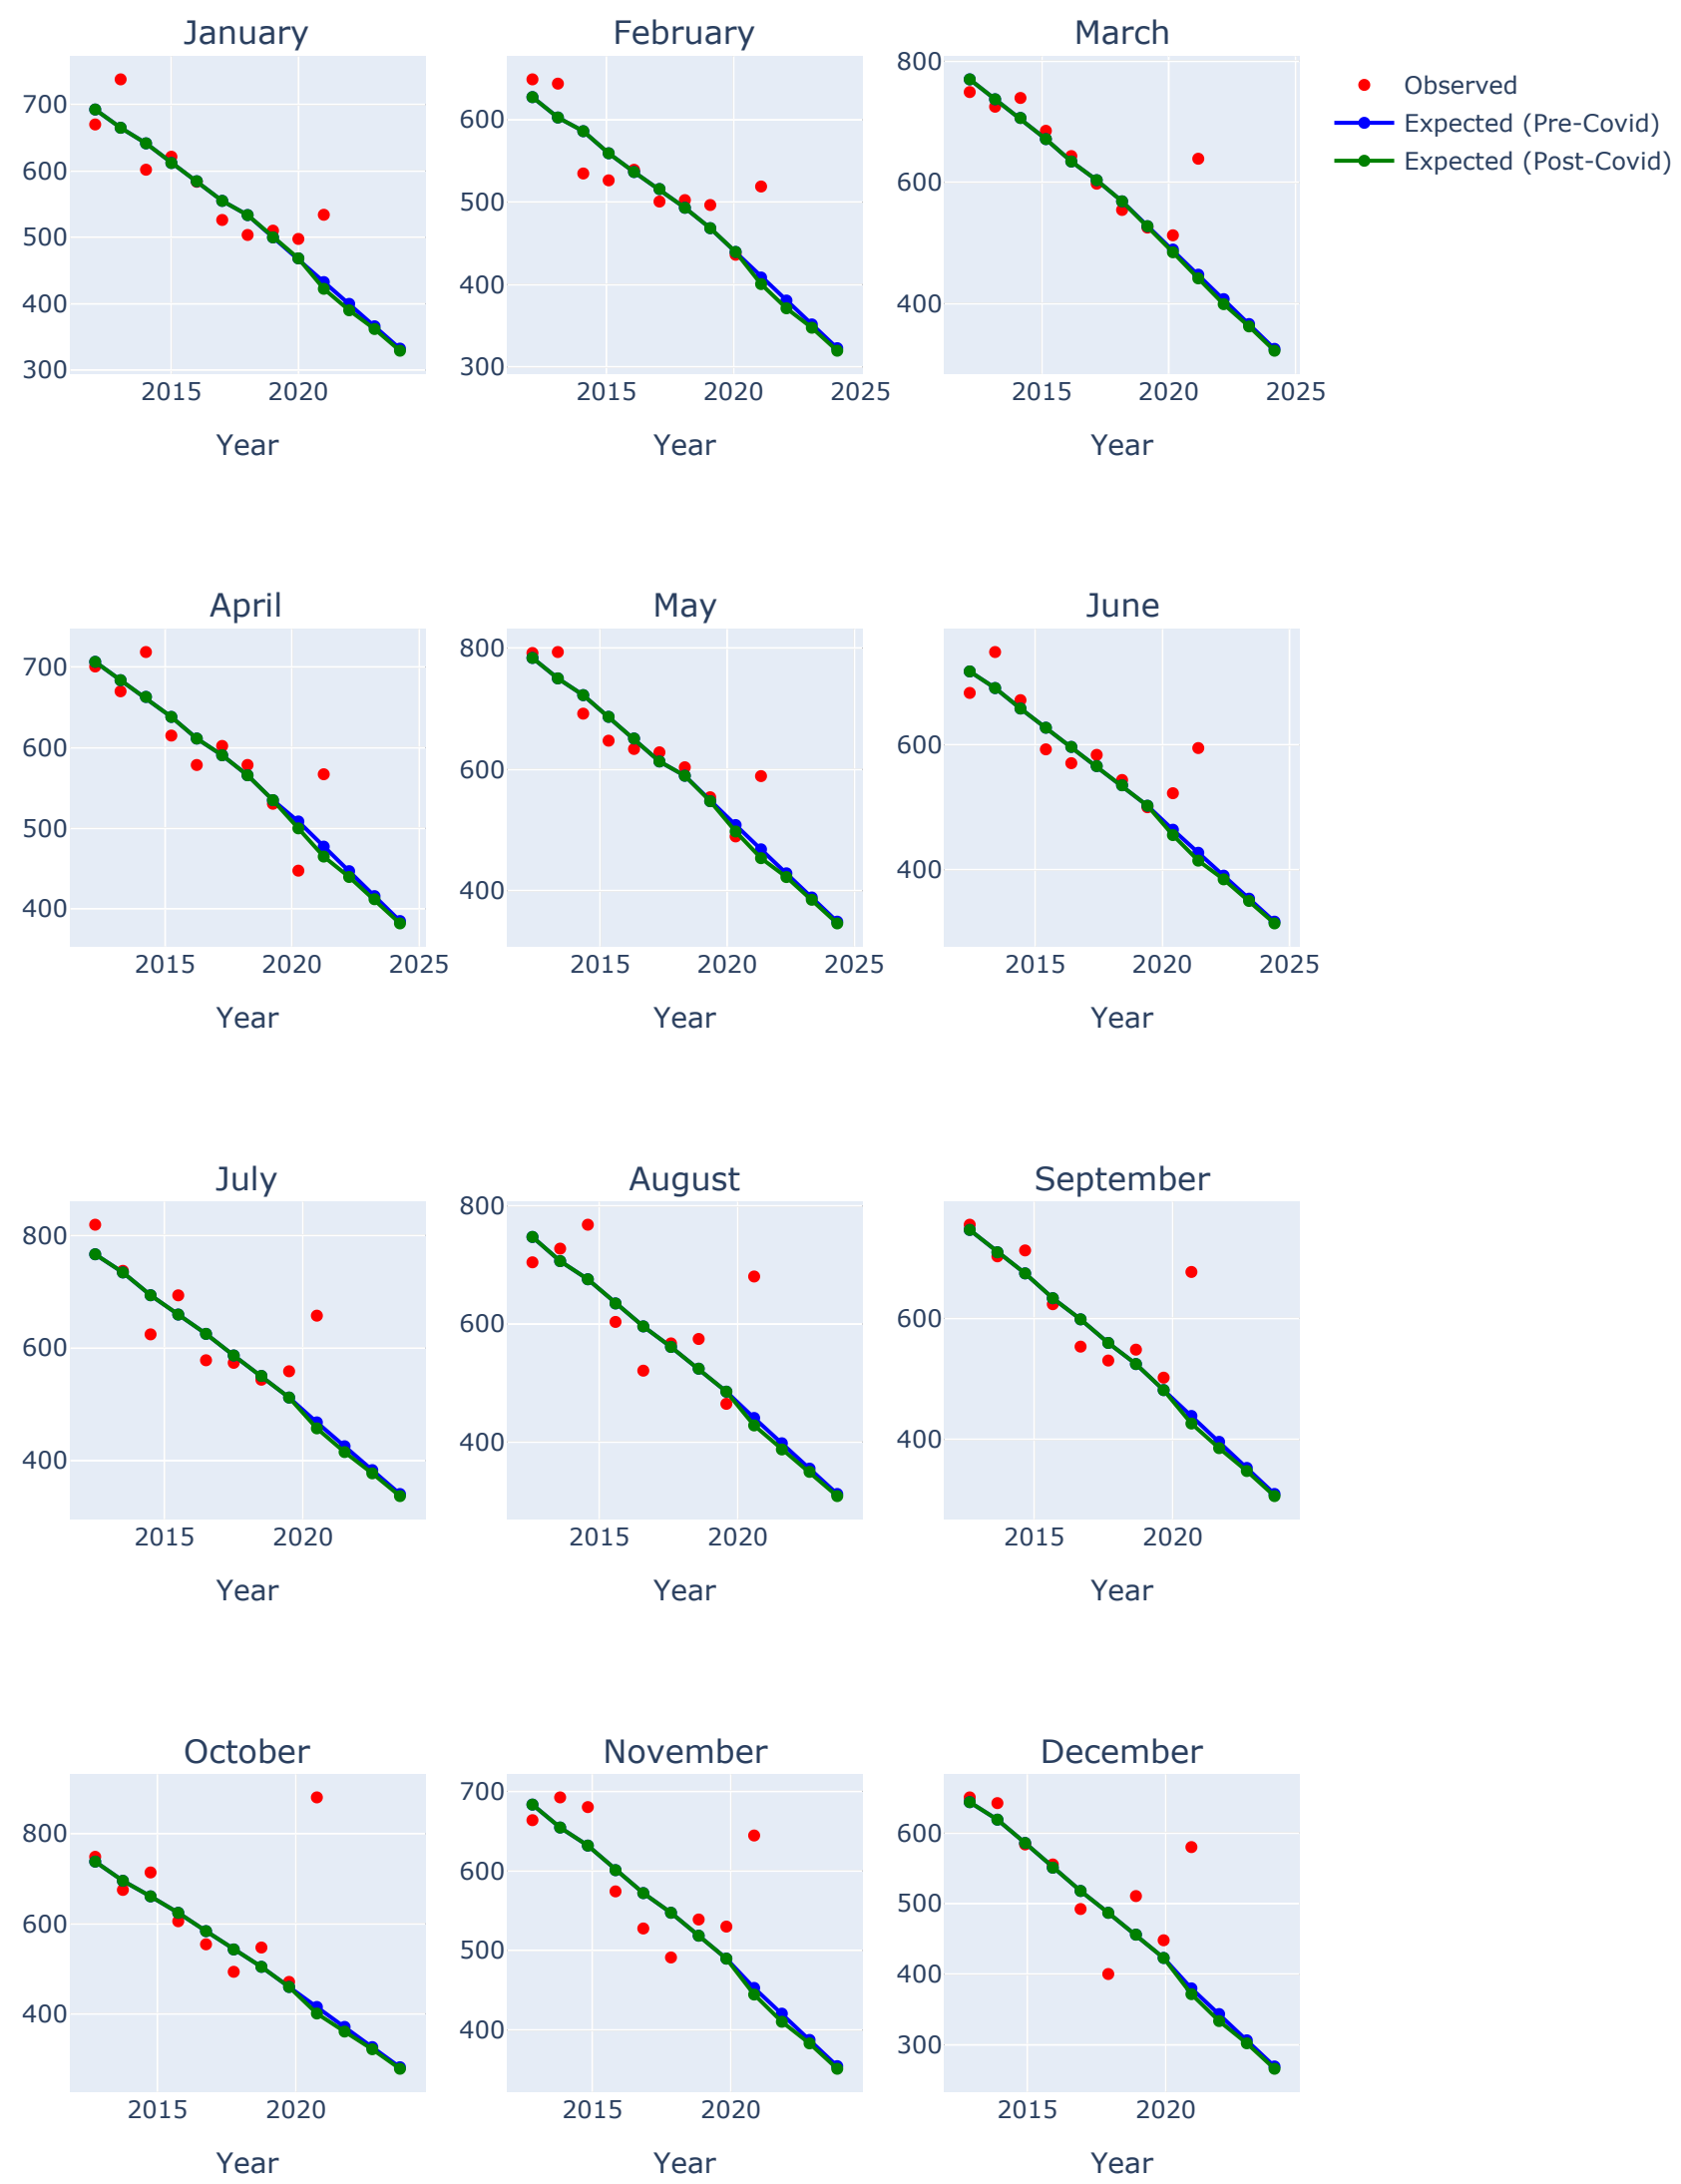 January
February
March
Observed
Expected (Pre-Covid)
Expected (Post-Covid)
700
600
500
400
300
2015
2020
Year
600
500
400
300
2015
2020
2025
Year
800
600
400
2015
2020
2025
Year
April
May
June
700
600
500
400
2015
2020
2025
Year
800
600
400
2015
2020
2025
Year
600
400
2015
2020
2025
Year
July
August
September
800
600
400
2015
2020
Year
800
600
400
2015
2020
Year
600
400
2015
2020
Year
October
November
December
800
600
400
2015
2020
Year
700
600
500
400
2015
2020
Year
600
500
400
300
2015
2020
Year